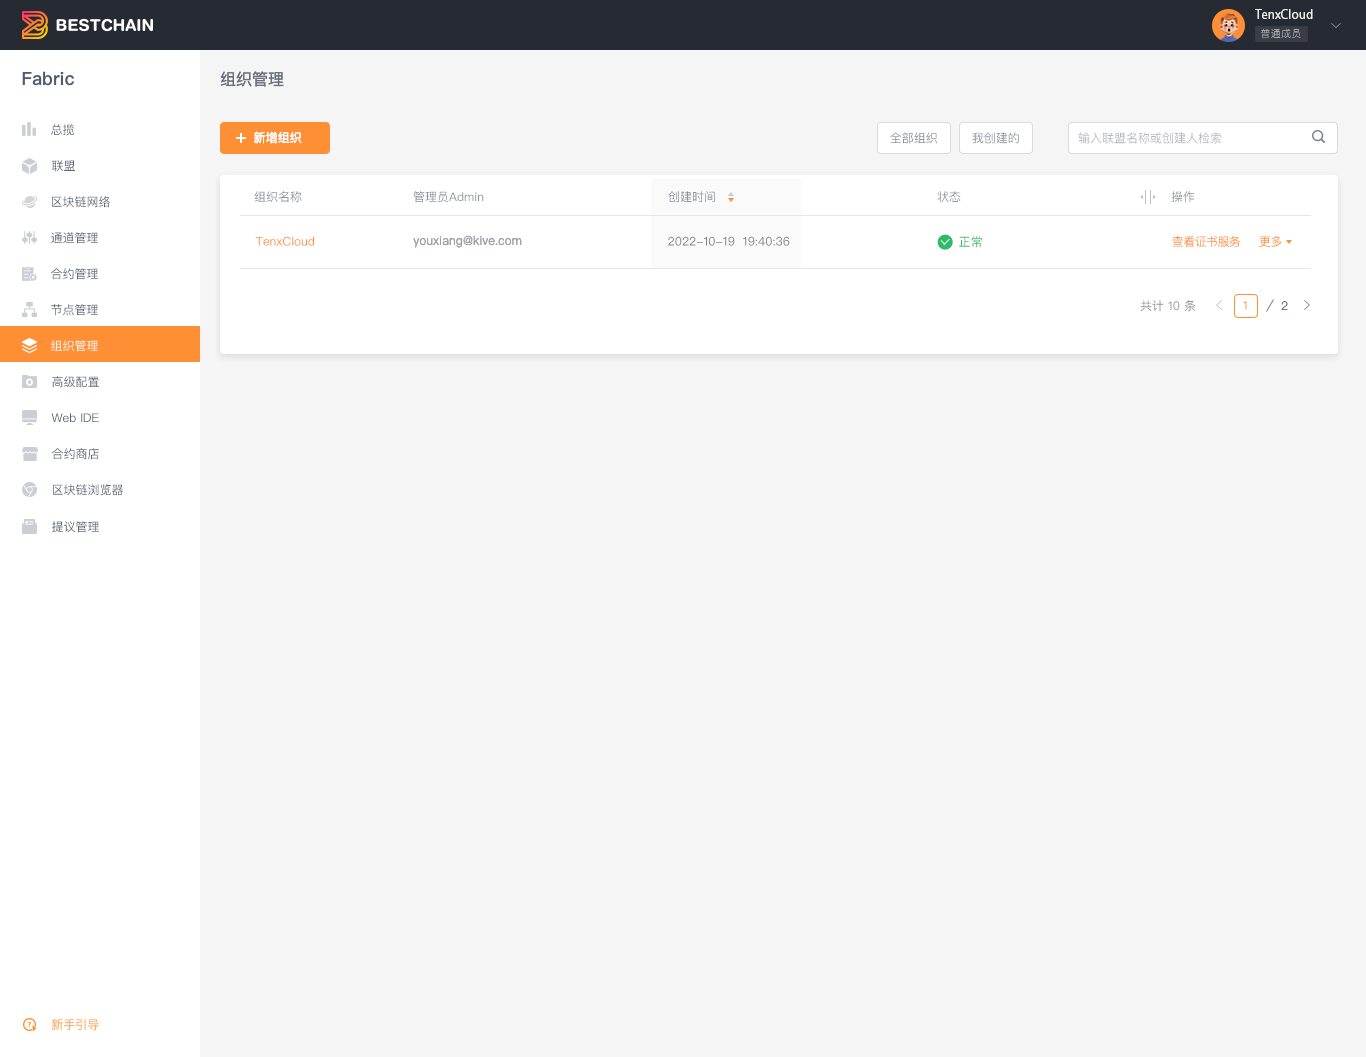 BESTCHAIN
TenxCloud
普通成员
Fabric
总揽
联盟
区块链网络
通道管理
合约管理
节点管理
组织管理
高级配置
Web IDE
合约商店
区块链浏览器
提议管理
新手引导
组织管理
新增组织
全部组织
我创建的
输入联盟名称或创建人检索
组织名称 管理员Admin 创建时间 状态 操作
TenxCloud youxiang@kive.com 2022-10-19 19:40:36 正常 查看证书服务 更多
共计 10 条 1 / 2